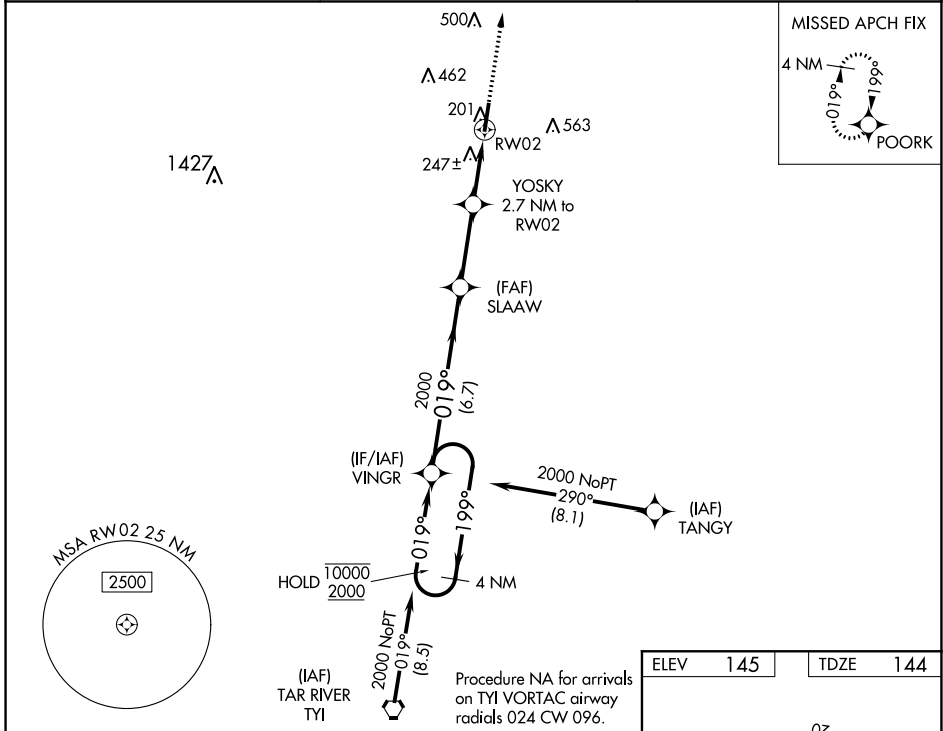 500
462
201
563
RW02
247±
1427
YOSKY
2.7 NM to
RW02
(FAF)
SLAAW
2000
019°
(6.7)
(IF/IAF)
VINGR
2000 NoPT
290°
(8.1)
(IAF)
TANGY
019°
199°
HOLD 10000
2000
4 NM
2000 NoPT
019°
(8.5)
(IAF)
TAR RIVER
TYI
Procedure NA for arrivals
on TYI VORTAC airway
radials 024 CW 096.
MSA RW02 25 NM
2500
MISSED APCH FIX
4 NM
019°
199°
POORK
ELEV 145
TDZE 144